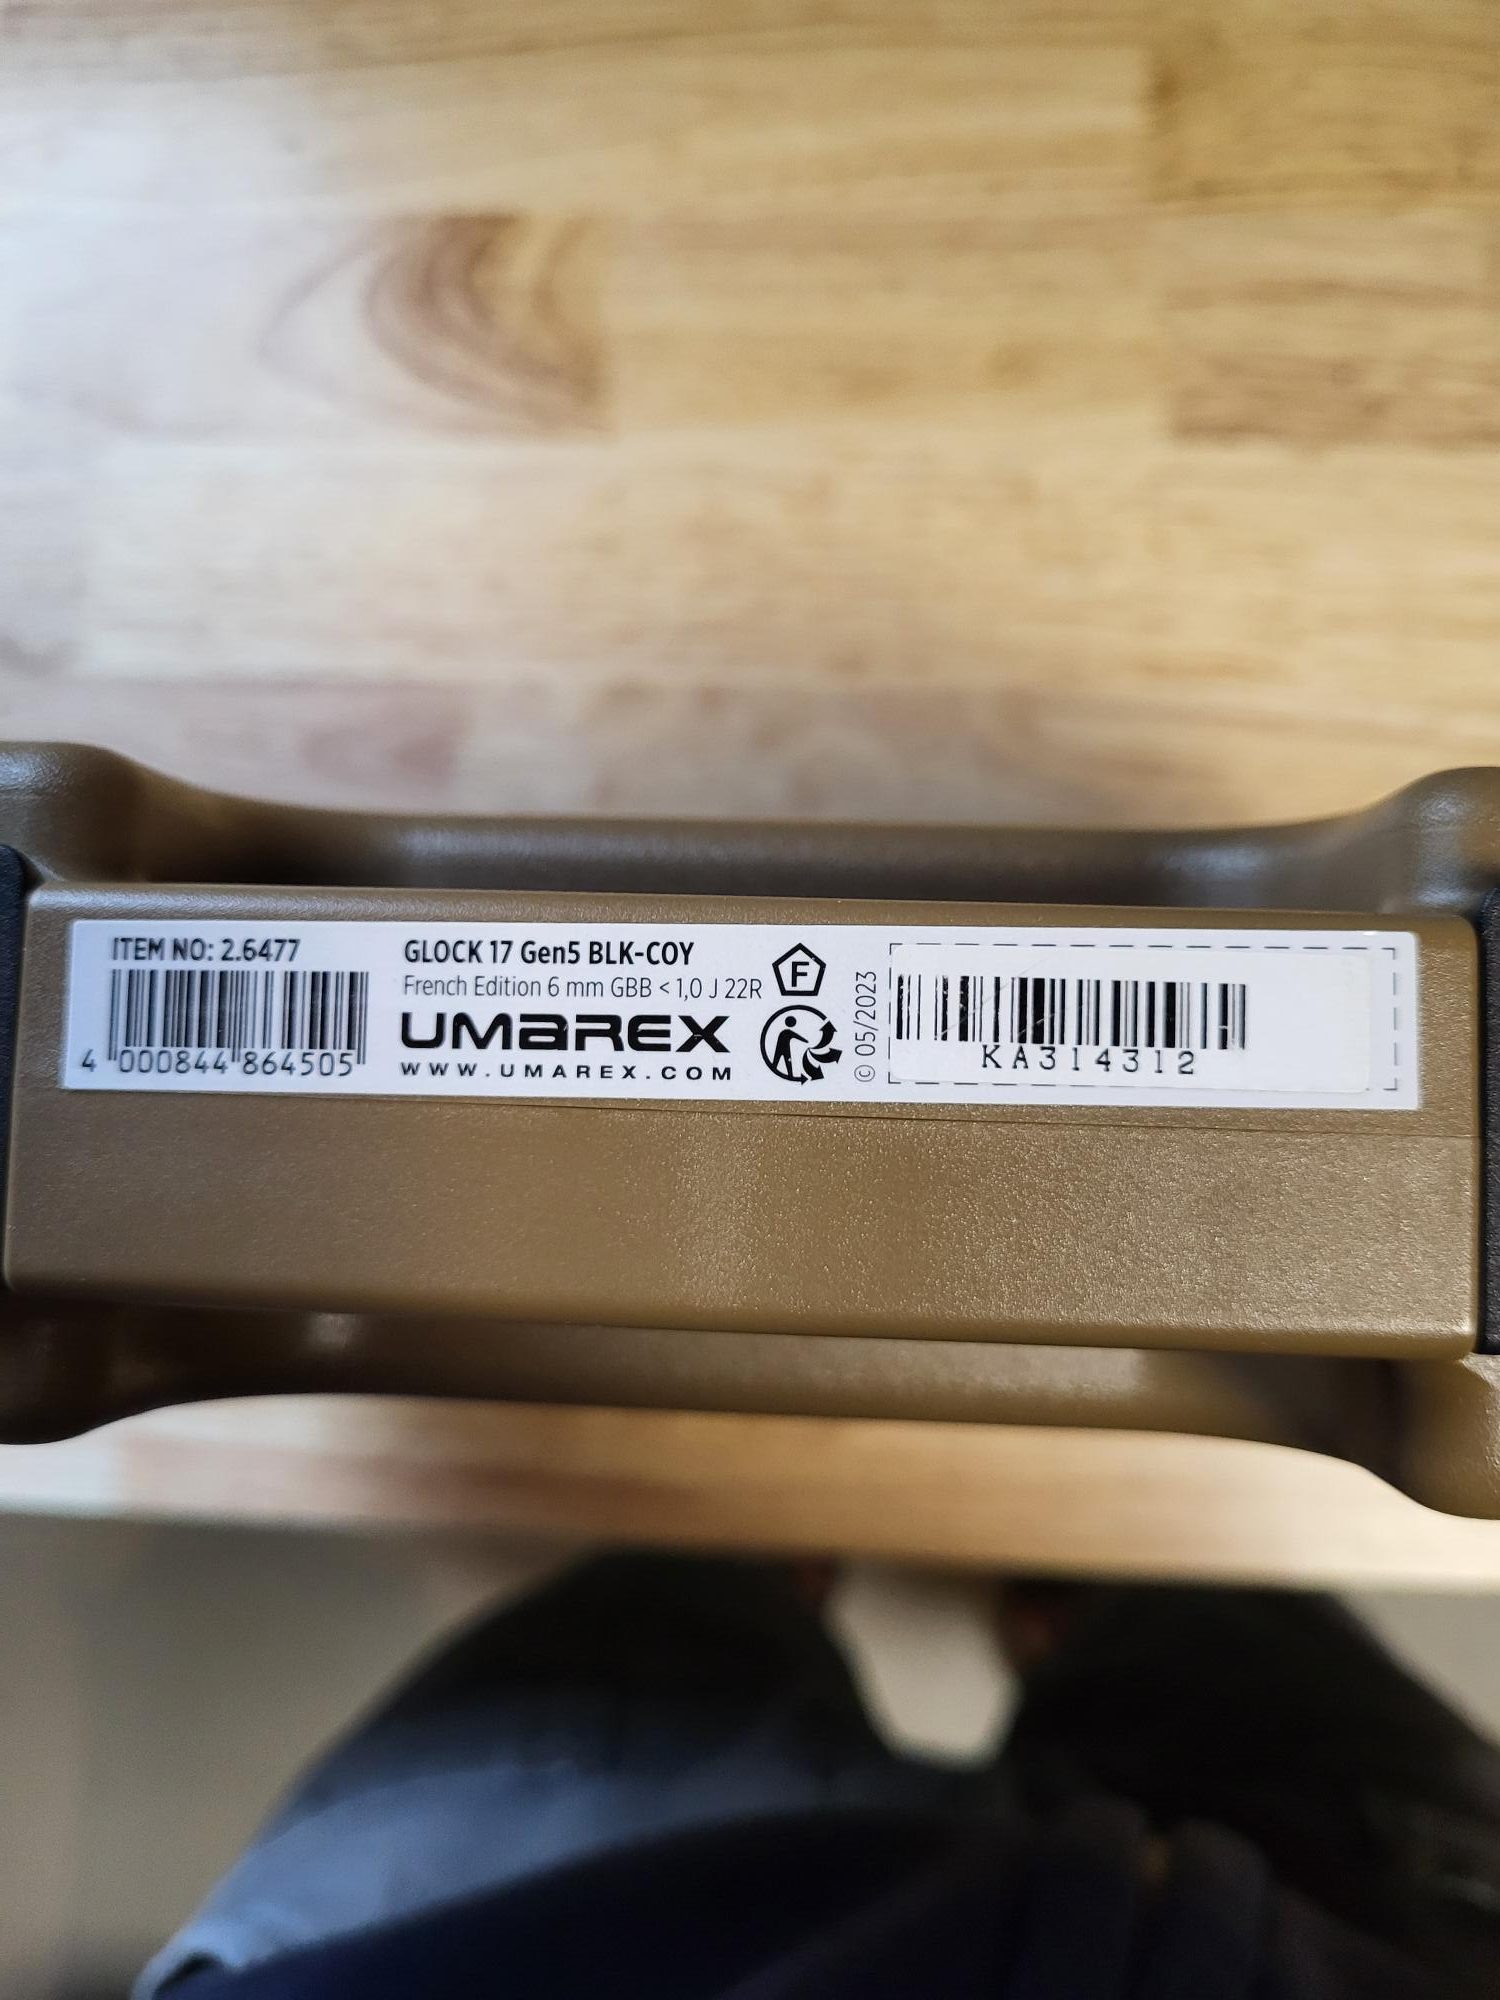 ITEM NO: 2.6477
4 000844 864505
GLOCK 17 Gen5 BLK-COY
French Edition 6 mm GBB < 1,0 J 22R
UMAREX
WWW.UMAREX.COM
F
© 05/2023
KA314312